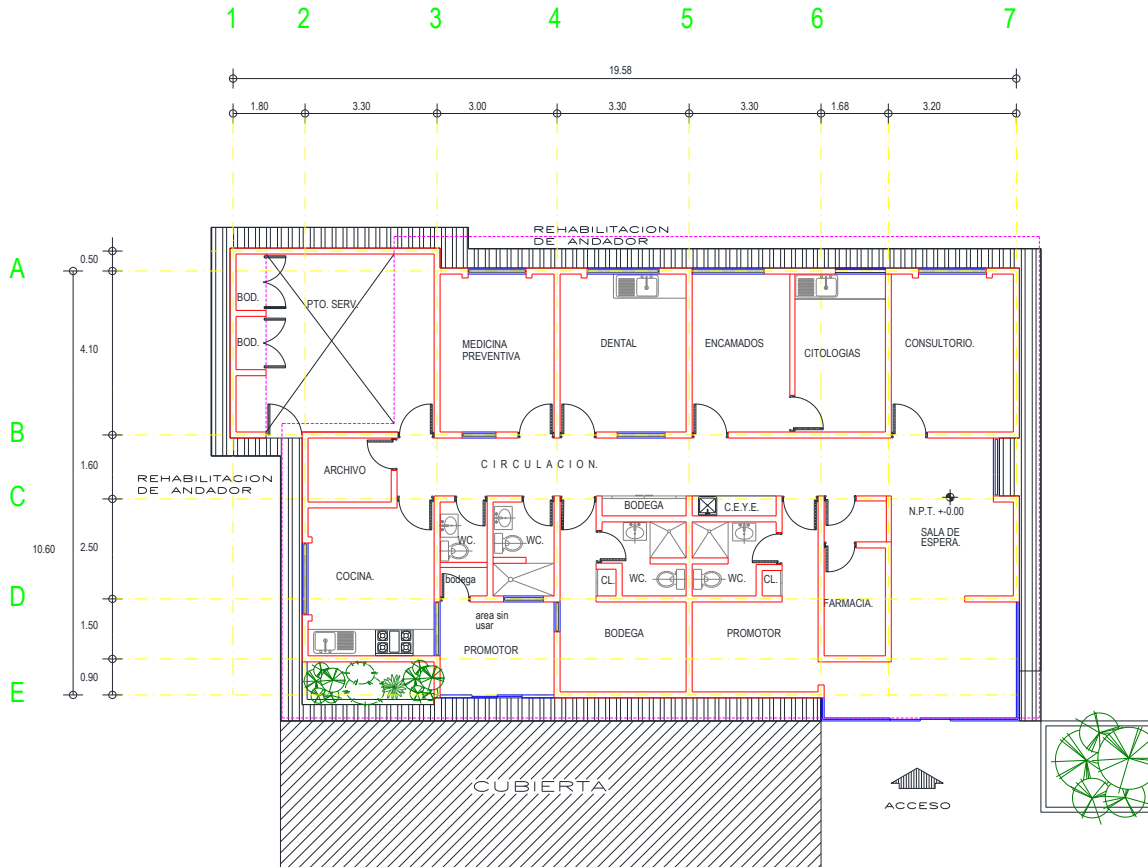 1 2 3 4 5 6 7
19.58
1.80 3.30 3.00 3.30 3.30 1.68 3.20
REHABILITACION
DE ANDADOR
0.50
A
BOD.
PTO. SERV.
4.10
BOD.
MEDICINA
PREVENTIVA
DENTAL
ENCAMADOS
CITOLOGIAS
CONSULTORIO.
B
1.60
ARCHIVO
CIRCULACION.
REHABILITACION
DE ANDADOR
C
BODEGA
C.E.Y.E.
N.P.T. +-0.00
SALA DE
ESPERA.
10.60
2.50
WC.
WC.
COCINA.
bodega
CL.
WC.
WC.
CL.
D
FARMACIA.
area sin
usar
1.50
PROMOTOR
BODEGA
PROMOTOR
0.90
E
CUBIERTA
ACCESO